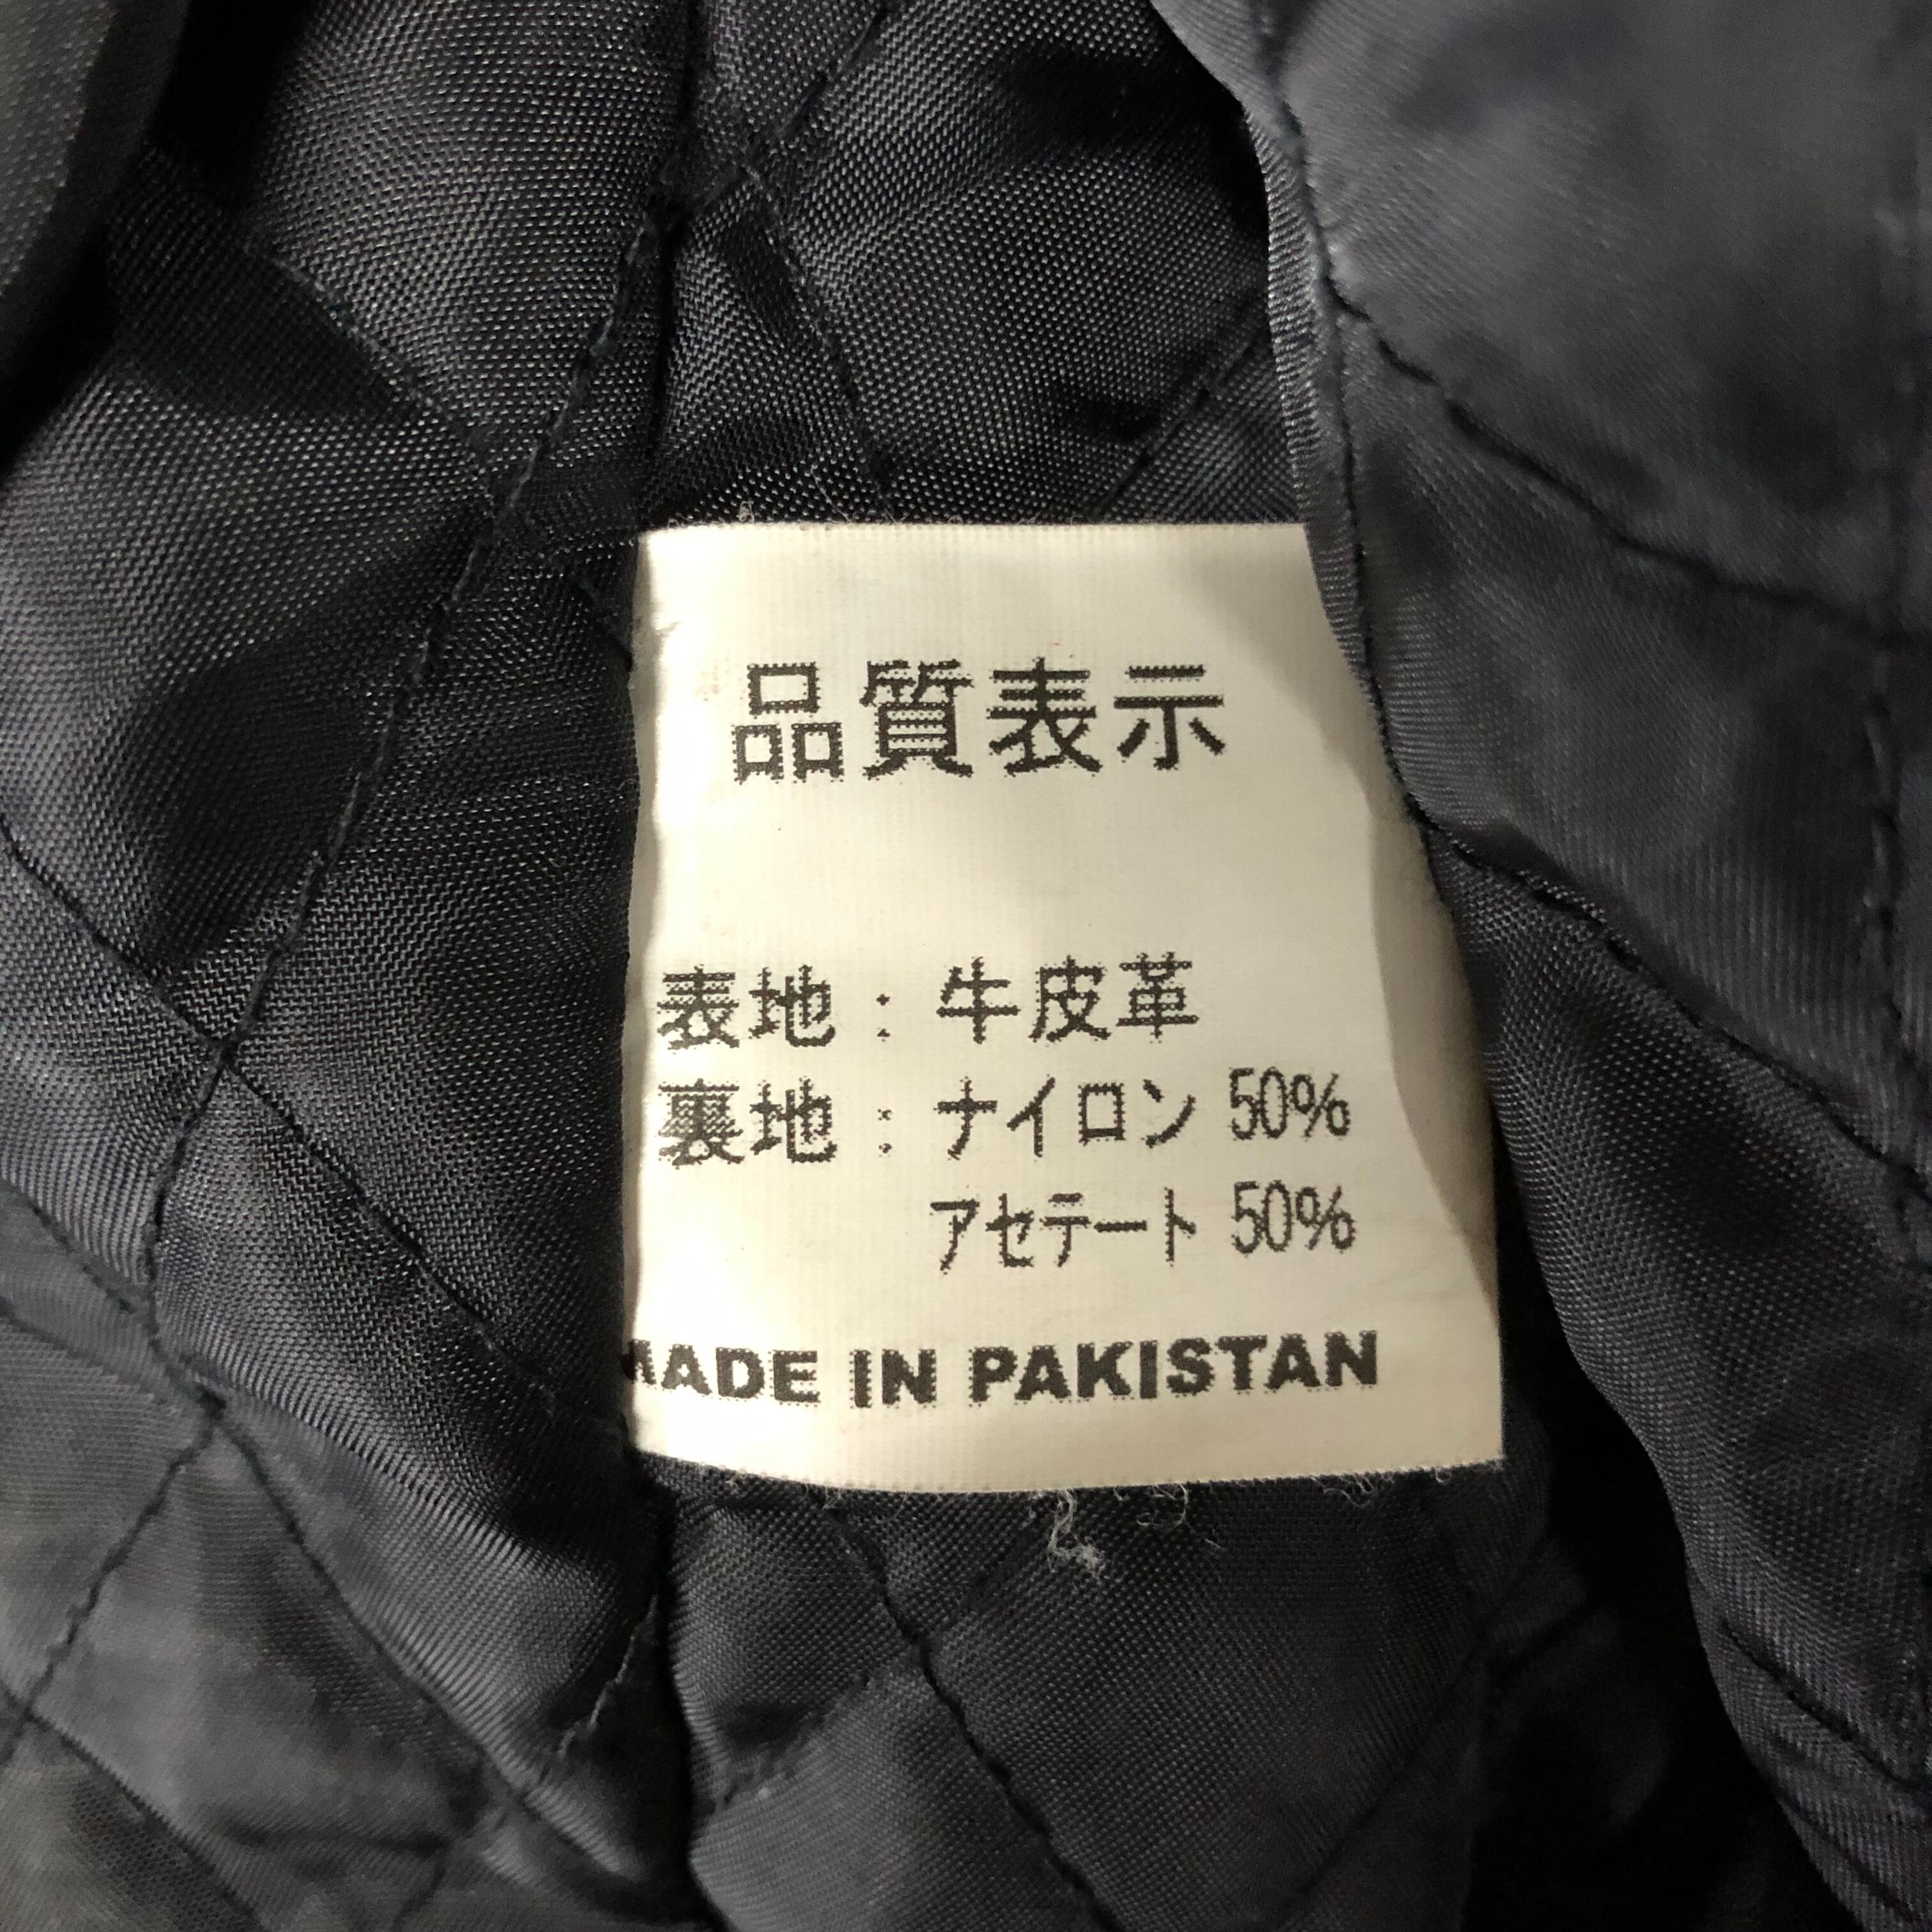 品質表示
表地：牛皮革
裏地：ナイロン 50%
アセテート 50%
MADE IN PAKISTAN